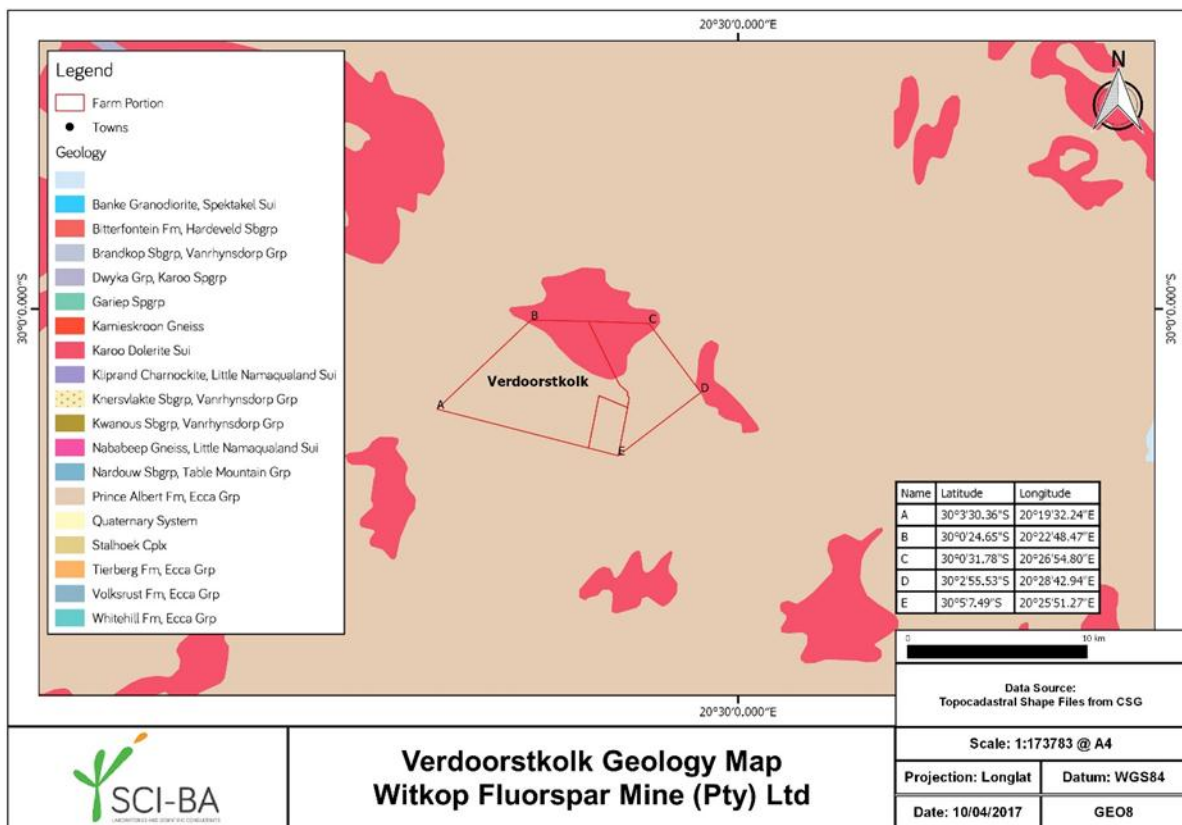 20°30'0.000"E
N
Legend
Farm Portion
Towns
Geology
Banke Granodiorite, Spektakel Sui
Bitterfontein Fm, Hardeveld Sbgrp
Brandkop Sbgrp, Vanrhynsdorp Grp
Dwyka Grp, Karoo Spgrp
Gariep Spgrp
Kamieskroon Gneiss
Karoo Dolerite Sui
Kliprand Charnockite, Little Namaqualand Sui
Knersvlakte Sbgrp, Vanrhynsdorp Grp
Kwanous Sbgrp, Vanrhynsdorp Grp
Nababeep Gneiss, Little Namaqualand Sui
Nardouw Sbgrp, Table Mountain Grp
Prince Albert Fm, Ecca Grp
Quaternary System
Stalhoek Cplx
Tierberg Fm, Ecca Grp
Volksrust Fm, Ecca Grp
Whitehill Fm, Ecca Grp
30°0'0.000"S
30°0'0.000"S
B
C
Verdoorstkolk
D
A
E
Name Latitude Longitude
A 30°3'30.36"S 20°19'32.24"E
B 30°0'24.65"S 20°22'48.47"E
C 30°0'31.78"S 20°26'54.80"E
D 30°2'55.53"S 20°28'42.94"E
E 30°5'7.49"S 20°25'51.27"E
0 10 km
20°30'0.000"E
Data Source:
Topocadastral Shape Files from CSG
Scale: 1:173783 @ A4
Projection: Longlat Datum: WGS84
Date: 10/04/2017 GEO8
SCI-BA
LABORATORIES AND SCIENTIFIC CONSULTANTS
Verdoorstkolk Geology Map
Witkop Fluorspar Mine (Pty) Ltd